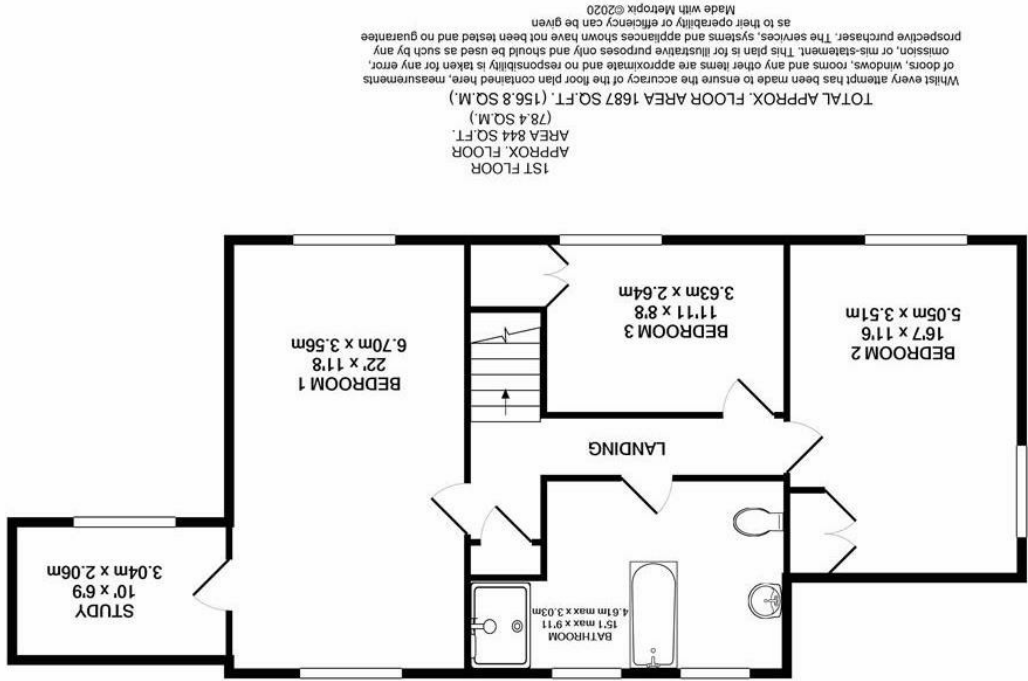 BATHROOM
15'1 max x 9'11
4.61m max x 3.03m
STUDY
10' x 6'9
3.04m x 2.06m
LANDING
BEDROOM 2
16'7 x 11'6
5.05m x 3.51m
BEDROOM 3
11'11 x 8'8
3.63m x 2.64m
BEDROOM 1
22' x 11'8
6.70m x 3.56m
1ST FLOOR
APPROX. FLOOR
AREA 844 SQ.FT.
(78.4 SQ.M.)
TOTAL APPROX. FLOOR AREA 1687 SQ.FT. (156.8 SQ.M.)
Whilst every attempt has been made to ensure the accuracy of the floor plan contained here, measurements
of doors, windows, rooms and any other items are approximate and no responsibility is taken for any error,
omission, or mis-statement. This plan is for illustrative purposes only and should be used as such by any
prospective purchaser. The services, systems and appliances shown have not been tested and no guarantee
as to their operability or efficiency can be given
Made with Metropix ©2020